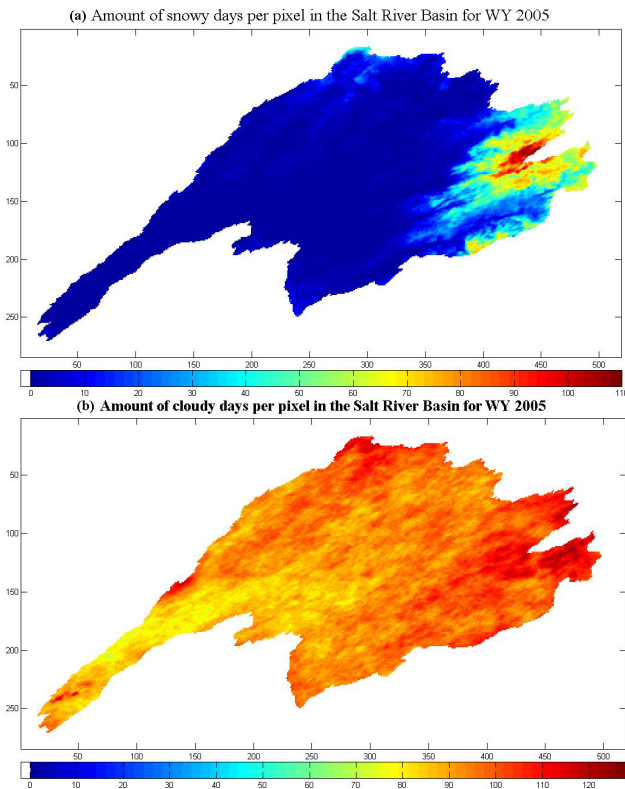 (a) Amount of snowy days per pixel in the Salt River Basin for WY 2005
50
100
150
200
250
50 100 150 200 250 300 350 400 450 500
0 10 20 30 40 50 60 70 80 90 100 110
(b) Amount of cloudy days per pixel in the Salt River Basin for WY 2005
50
100
150
200
250
50 100 150 200 250 300 350 400 450 500
0 10 20 30 40 50 60 70 80 90 100 110 120